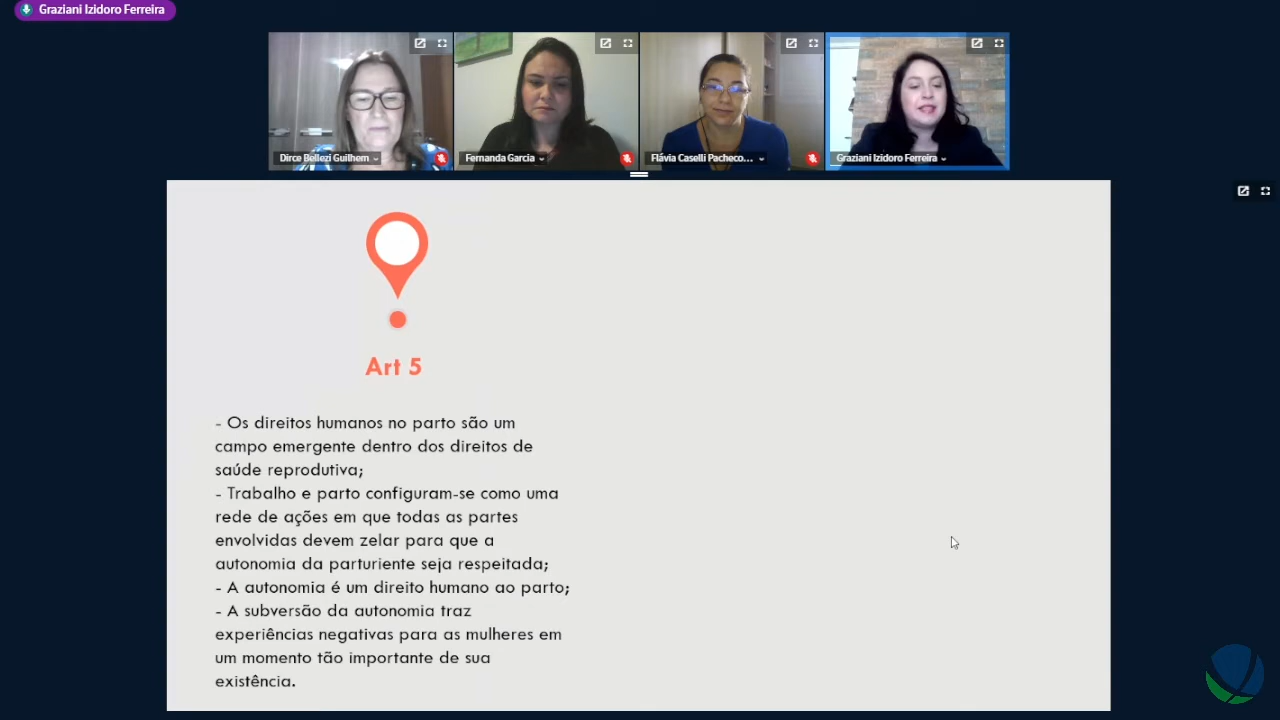 Graziani Izidoro Ferreira
Dirce Bellezi Guilhem
Fernanda Garcia
Flávia Caselli Pacheco...
Graziani Izidoro Ferreira
Art 5
- Os direitos humanos no parto são um
campo emergente dentro dos direitos de
saúde reprodutiva;
- Trabalho e parto configuram-se como uma
rede de ações em que todas as partes
envolvidas devem zelar para que a
autonomia da parturiente seja respeitada;
- A autonomia é um direito humano ao parto;
- A subversão da autonomia traz
experiências negativas para as mulheres em
um momento tão importante de sua
existência.